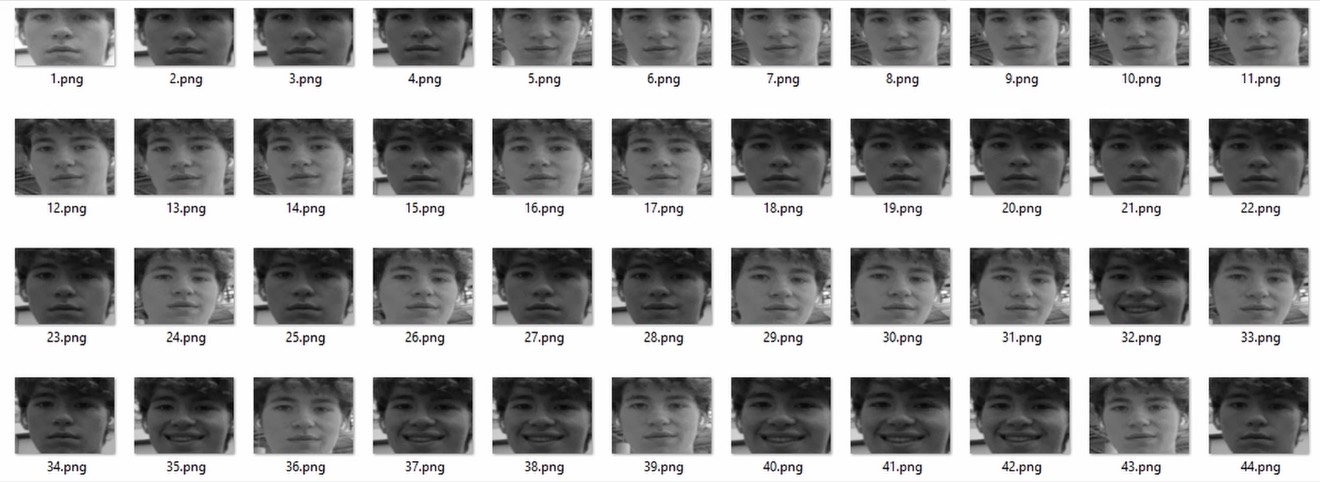 1.png 2.png 3.png 4.png 5.png 6.png 7.png 8.png 9.png 10.png 11.png
12.png 13.png 14.png 15.png 16.png 17.png 18.png 19.png 20.png 21.png 22.png
23.png 24.png 25.png 26.png 27.png 28.png 29.png 30.png 31.png 32.png 33.png
34.png 35.png 36.png 37.png 38.png 39.png 40.png 41.png 42.png 43.png 44.png